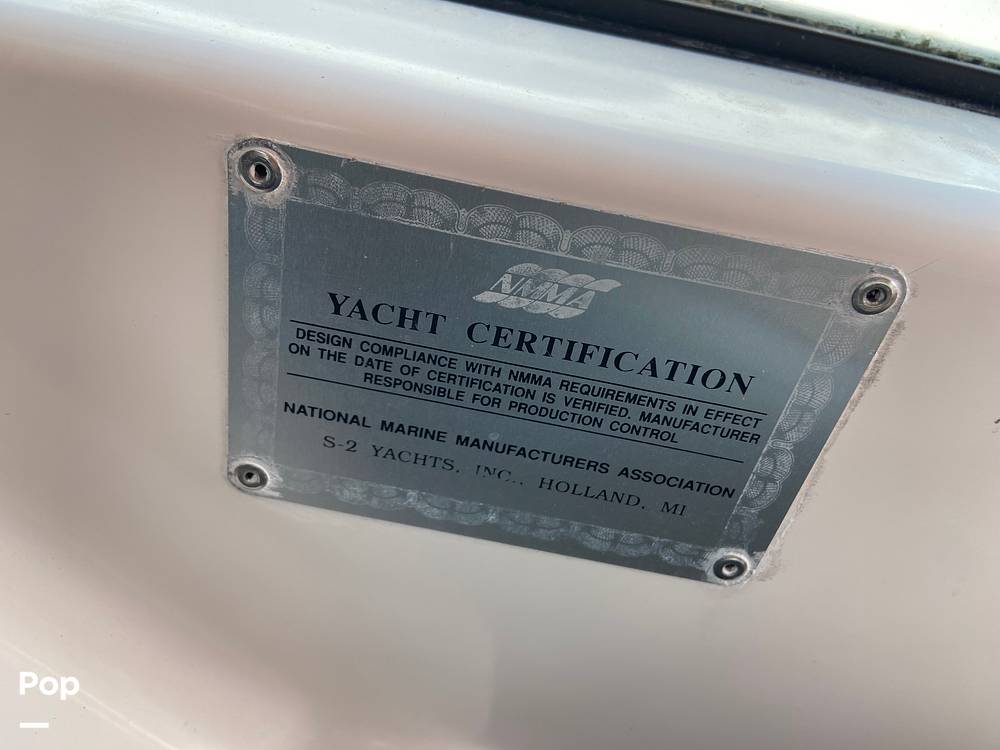 NMMA
YACHT CERTIFICATION
DESIGN COMPLIANCE WITH NMMA REQUIREMENTS IN EFFECT
ON THE DATE OF CERTIFICATION IS VERIFIED. MANUFACTURER
RESPONSIBLE FOR PRODUCTION CONTROL
NATIONAL MARINE MANUFACTURERS ASSOCIATION
S-2 YACHTS, INC., HOLLAND, MI
Pop